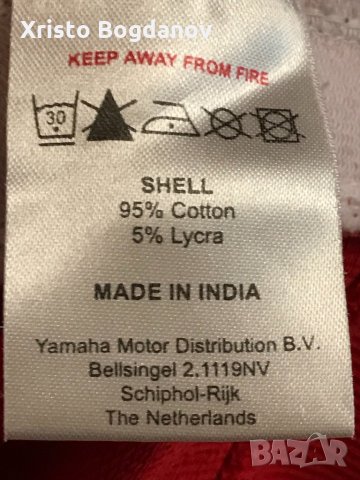 Xristo Bogdanov
KEEP AWAY FROM FIRE
30
SHELL
95% Cotton
5% Lycra
MADE IN INDIA
Yamaha Motor Distribution B.V.
Bellsingel 2,1119NV
Schiphol-Rijk
The Netherlands
BAZAR